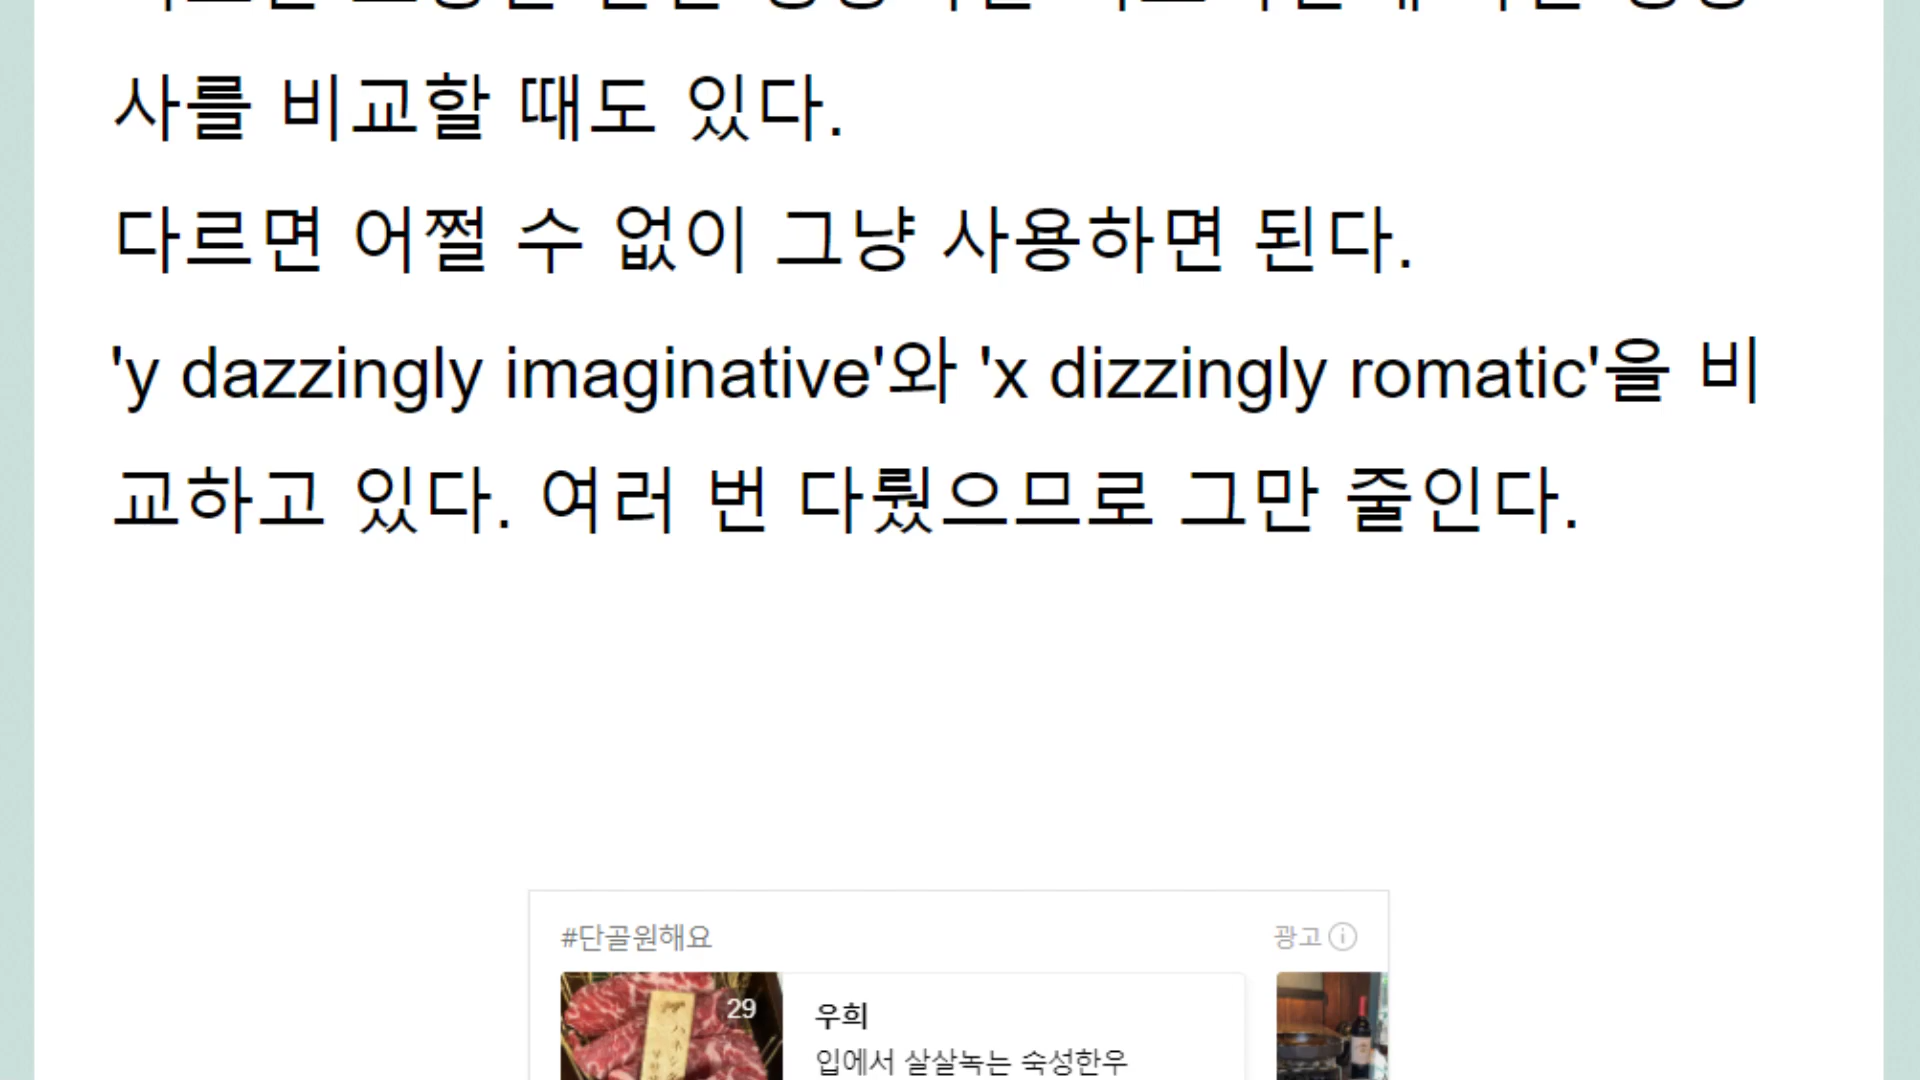 사를 비교할 때도 있다.
다르면 어쩔 수 없이 그냥 사용하면 된다.
'y dazzingly imaginative'와 'x dizzingly romatic'을 비
교하고 있다. 여러 번 다뤘으므로 그만 줄인다.
#단골원해요
광고
29
우희
입에서 살살녹는 숙성한우